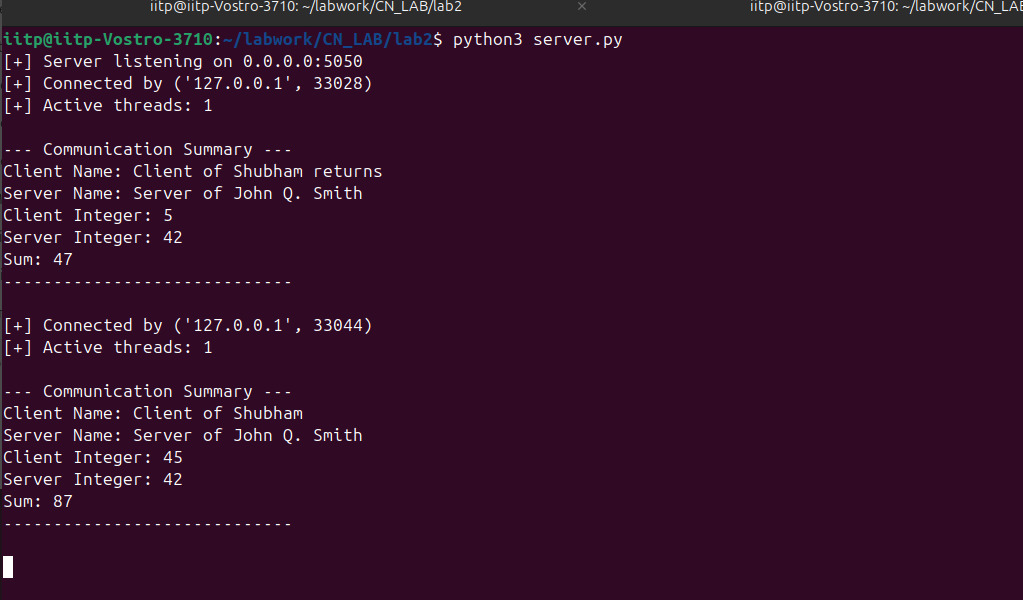 iitp@iitp-Vostro-3710: ~/labwork/CN_LAB/lab2 × iitp@iitp-Vostro-3710: ~/labwork/CN_LAB
iitp@iitp-Vostro-3710:~/labwork/CN_LAB/lab2$ python3 server.py
[+] Server listening on 0.0.0.0:5050
[+] Connected by ('127.0.0.1', 33028)
[+] Active threads: 1
--- Communication Summary ---
Client Name: Client of Shubham returns
Server Name: Server of John Q. Smith
Client Integer: 5
Server Integer: 42
Sum: 47
-----------------------------
[+] Connected by ('127.0.0.1', 33044)
[+] Active threads: 1
--- Communication Summary ---
Client Name: Client of Shubham
Server Name: Server of John Q. Smith
Client Integer: 45
Server Integer: 42
Sum: 87
-----------------------------